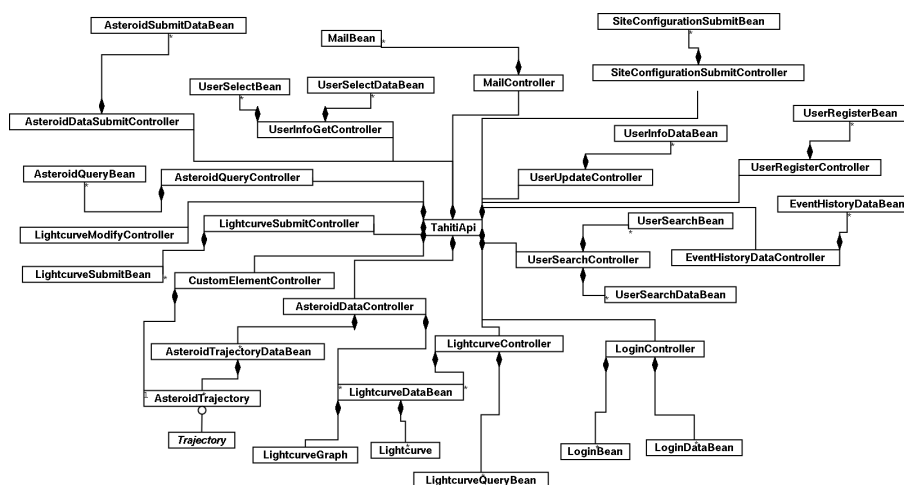 AsteroidSubmitDataBean
*
SiteConfigurationSubmitBean
*
MailBean
*
SiteConfigurationSubmitController
MailController
UserSelectBean
*
UserSelectDataBean
*
AsteroidDataSubmitController
UserInfoGetController
UserRegisterBean
*
UserInfoDataBean
*
UserRegisterController
AsteroidQueryBean
*
AsteroidQueryController
UserUpdateController
EventHistoryDataBean
*
LightcurveModifyController
LightcurveSubmitController
TahitiApi
UserSearchBean
*
LightcurveSubmitBean
*
UserSearchController
EventHistoryDataController
CustomElementController
UserSearchDataBean
*
AsteroidDataController
AsteroidTrajectoryDataBean
*
LightcurveController
LoginController
AsteroidTrajectory
1
*
LightcurveDataBean
*
*
Trajectory
LightcurveGraph
Lightcurve
*
LoginBean
*
LoginDataBean
*
LightcurveQueryBean
*